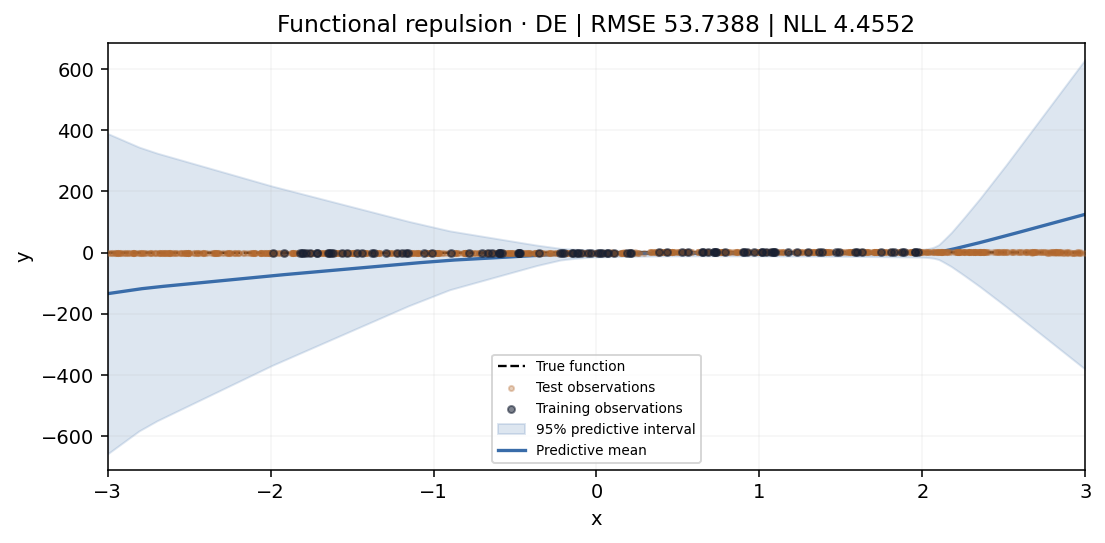 Functional repulsion · DE | RMSE 53.7388 | NLL 4.4552
600
400
200
0
−200
−400
−600
y
True function
Test observations
Training observations
95% predictive interval
Predictive mean
−3 −2 −1 0 1 2 3
x